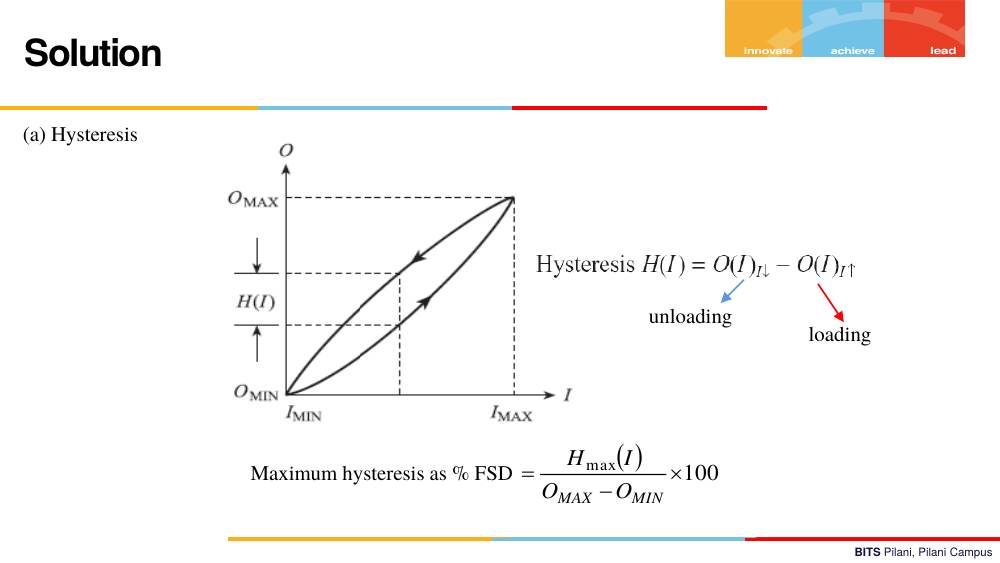 Solution
innovate achieve lead
(a) Hysteresis
O
O_MAX
Hysteresis H(I) = O(I)_I↓ − O(I)_I↑
H(I)
unloading
loading
O_MIN
I
I_MIN I_MAX
Maximum hysteresis as % FSD = H_max(I) / (O_MAX − O_MIN) ×100
BITS Pilani, Pilani Campus